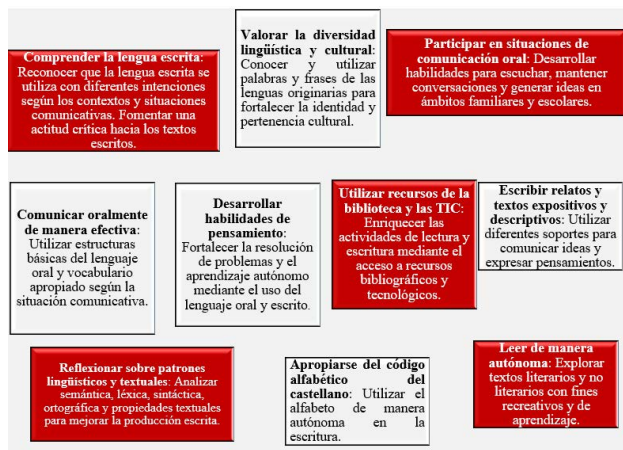 Comprender la lengua escrita:
Reconocer que la lengua escrita se
utiliza con diferentes intenciones
según los contextos y situaciones
comunicativas. Fomentar una
actitud crítica hacia los textos
escritos.
Valorar la diversidad
lingüística y cultural:
Conocer y utilizar
palabras y frases de las
lenguas originarias para
fortalecer la identidad y
pertenencia cultural.
Participar en situaciones de
comunicación oral: Desarrollar
habilidades para escuchar, mantener
conversaciones y generar ideas en
ámbitos familiares y escolares.
Comunicar oralmente
de manera efectiva:
Utilizar estructuras
básicas del lenguaje
oral y vocabulario
apropiado según la
situación comunicativa.
Desarrollar
habilidades de
pensamiento:
Fortalecer la resolución
de problemas y el
aprendizaje autónomo
mediante el uso del
lenguaje oral y escrito.
Utilizar recursos de la
biblioteca y las TIC:
Enriquecer las
actividades de lectura y
escritura mediante el
acceso a recursos
bibliográficos y
tecnológicos.
Escribir relatos y
textos expositivos y
descriptivos: Utilizar
diferentes soportes para
comunicar ideas y
expresar pensamientos.
Reflexionar sobre patrones
lingüísticos y textuales: Analizar
semántica, léxica, sintáctica,
ortográfica y propiedades textuales
para mejorar la producción escrita.
Apropiarse del código
alfabético del
castellano: Utilizar el
alfabeto de manera
autónoma en la
escritura.
Leer de manera
autónoma: Explorar
textos literarios y no
literarios con fines
recreativos y de
aprendizaje.